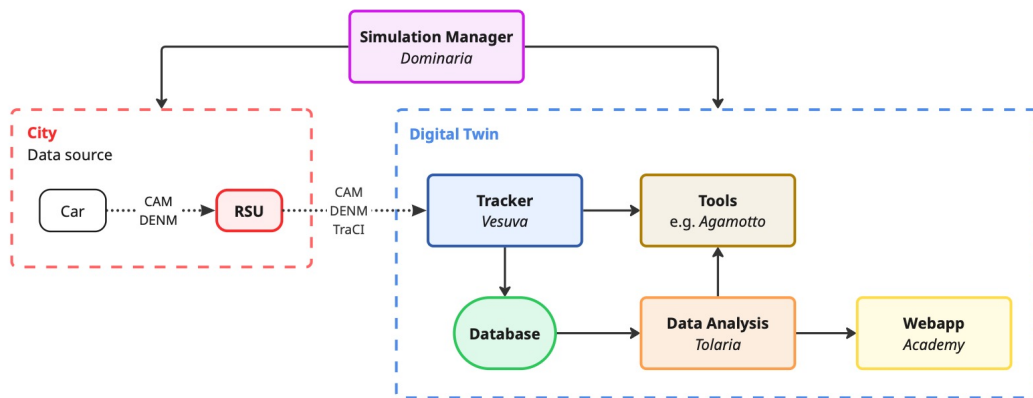 Simulation Manager
Dominaria
City
Data source
Car
CAM
DENM
RSU
CAM
DENM
TraCI
Digital Twin
Tracker
Vesuva
Tools
e.g. Agamotto
Database
Data Analysis
Tolaria
Webapp
Academy